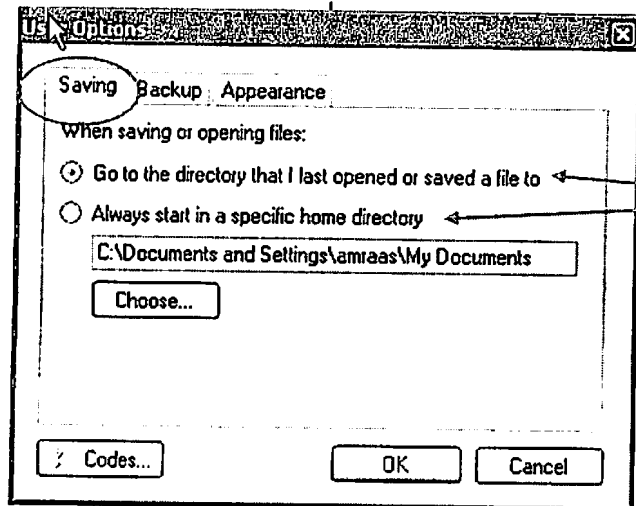 User Options
Saving Backup Appearance
When saving or opening files:
Go to the directory that I last opened or saved a file to
Always start in a specific home directory
C:\Documents and Settings\amraas\My Documents
Choose...
Codes...
OK
Cancel